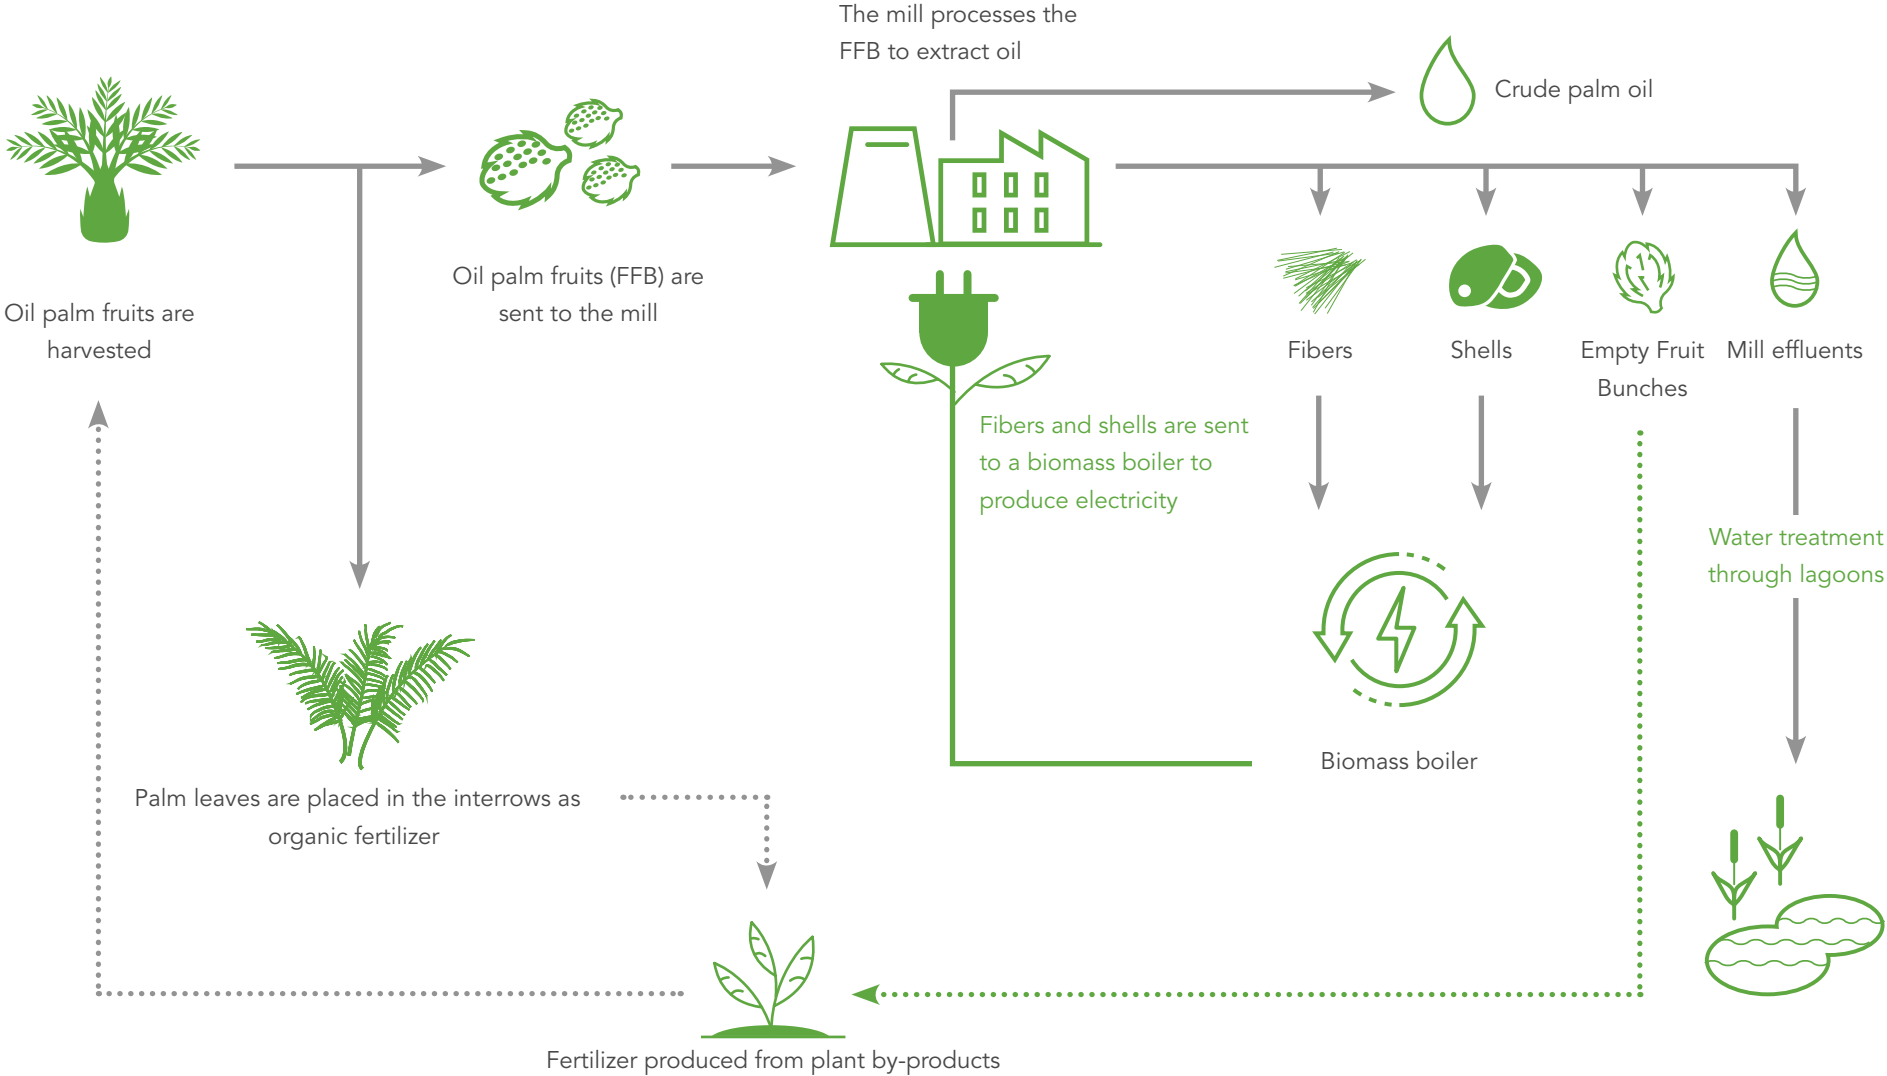 The mill processes the
FFB to extract oil
Crude palm oil
Oil palm fruits are
harvested
Oil palm fruits (FFB) are
sent to the mill
Fibers
Shells
Empty Fruit
Bunches
Mill effluents
Fibers and shells are sent
to a biomass boiler to
produce electricity
Water treatment
through lagoons
Biomass boiler
Palm leaves are placed in the interrows as
organic fertilizer
Fertilizer produced from plant by-products